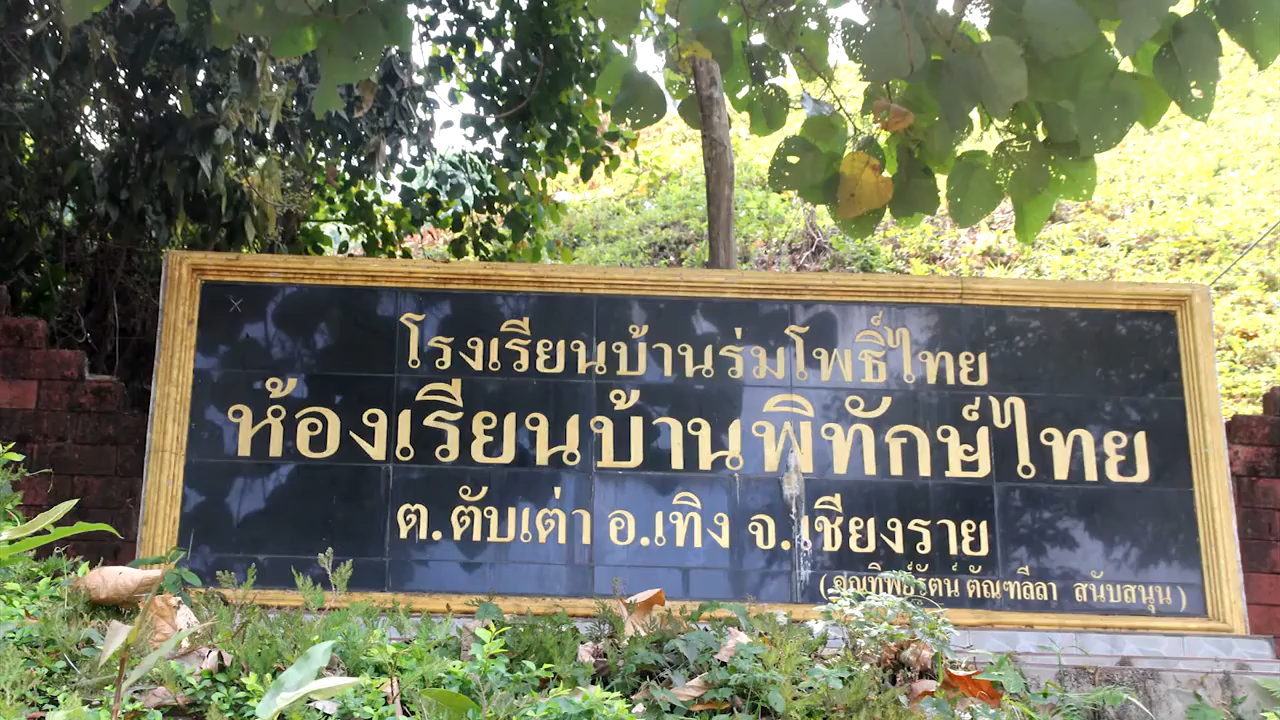 โรงเรียนบ้านร่มโพธิ์ไทย
ห้องเรียนบ้านพิทักษ์ไทย
ต.ตับเต่า อ.เทิง จ.เชียงราย
(คุณทิพย์รัตน์ ตัณฑลีลา สนับสนุน)